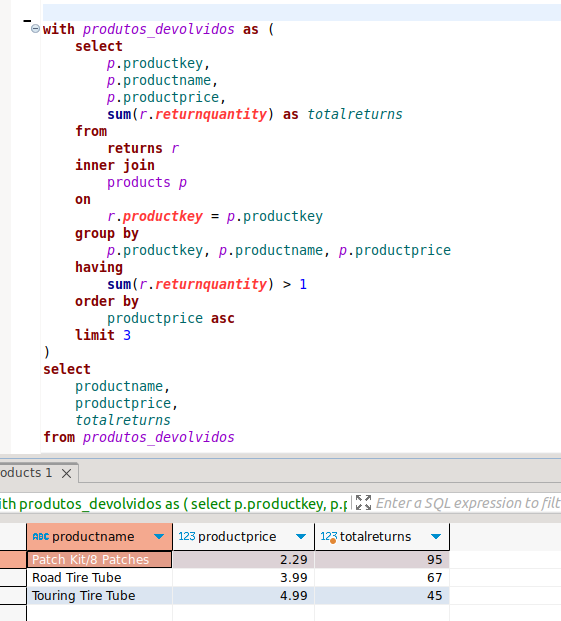 with produtos_devolvidos as (
select
p.productkey,
p.productname,
p.productprice,
sum(r.returnquantity) as totalreturns
from
returns r
inner join
products p
on
r.productkey = p.productkey
group by
p.productkey, p.productname, p.productprice
having
sum(r.returnquantity) > 1
order by
productprice asc
limit 3
)
select
productname,
productprice,
totalreturns
from produtos_devolvidos
oducts 1
ith produtos_devolvidos as ( select p.productkey, p.p Enter a SQL expression to filt
ABC productname 123 productprice 123 totalreturns
Patch Kit/8 Patches 2.29 95
Road Tire Tube 3.99 67
Touring Tire Tube 4.99 45